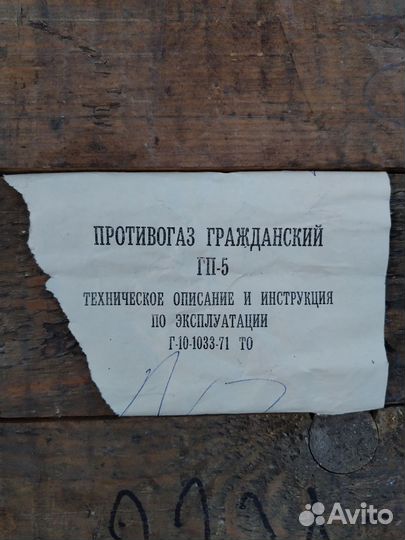 ПРОТИВОГАЗ ГРАЖДАНСКИЙ
ГП-5
ТЕХНИЧЕСКОЕ ОПИСАНИЕ И ИНСТРУКЦИЯ
ПО ЭКСПЛУАТАЦИИ
Г-10-1033-71 ТО
Avito